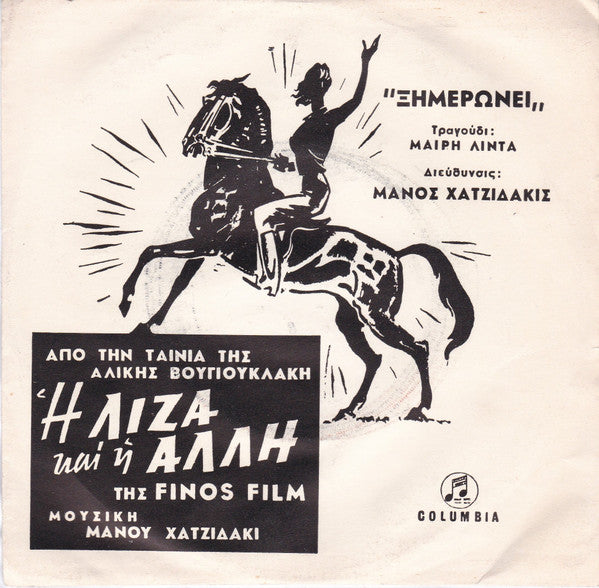 "ΞΗΜΕΡΩΝΕΙ„
Τραγούδι:
ΜΑΙΡΗ ΛΙΝΤΑ
Διεύθυνσις:
ΜΑΝΟΣ ΧΑΤΖΙΔΑΚΙΣ
ΑΠΟ ΤΗΝ ΤΑΙΝΙΑ ΤΗΣ
ΑΛΙΚΗΣ ΒΟΥΓΙΟΥΚΛΑΚΗ
Ἡ ΛΙΖΑ
καί ἡ ΑΛΛΗ
ΤΗΣ FINOS FILM
ΜΟΥΣΙΚΗ
ΜΑΝΟΥ ΧΑΤΖΙΔΑΚΙ
COLUMBIA